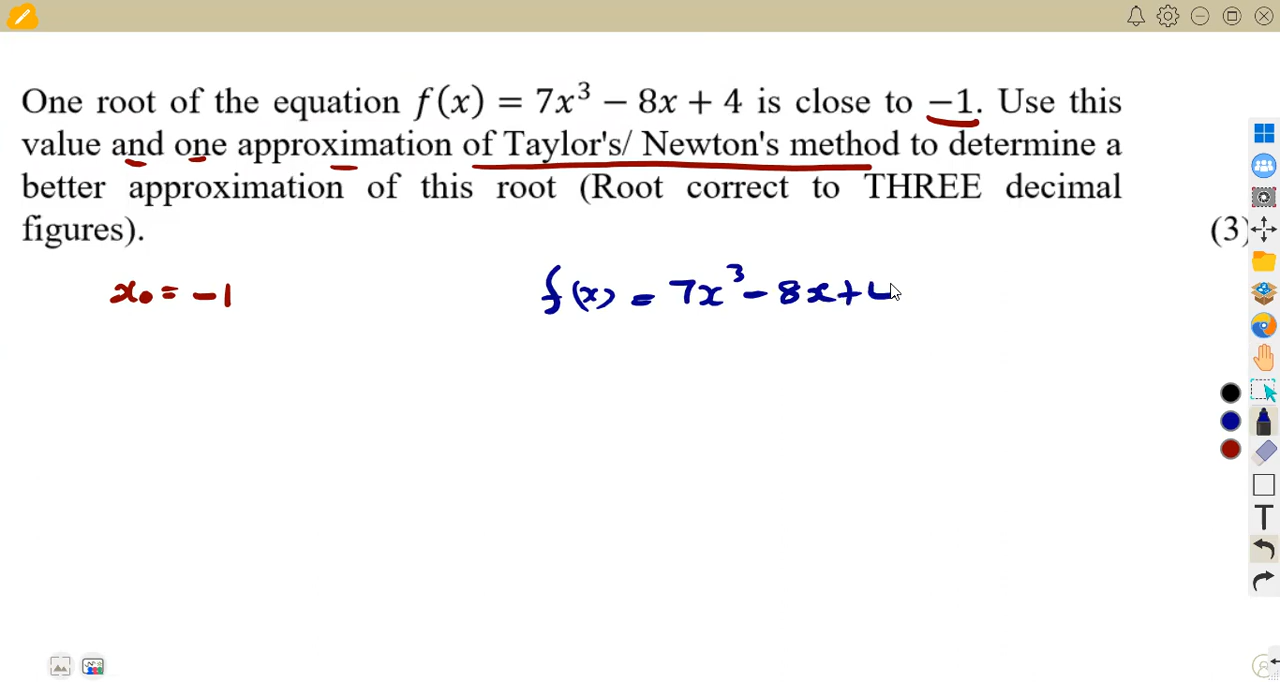 One root of the equation f(x) = 7x³ − 8x + 4 is close to −1. Use this
value and one approximation of Taylor's/ Newton's method to determine a
better approximation of this root (Root correct to THREE decimal
figures).
(3)
x₀ = −1
f(x) = 7x³ − 8x + 4
T